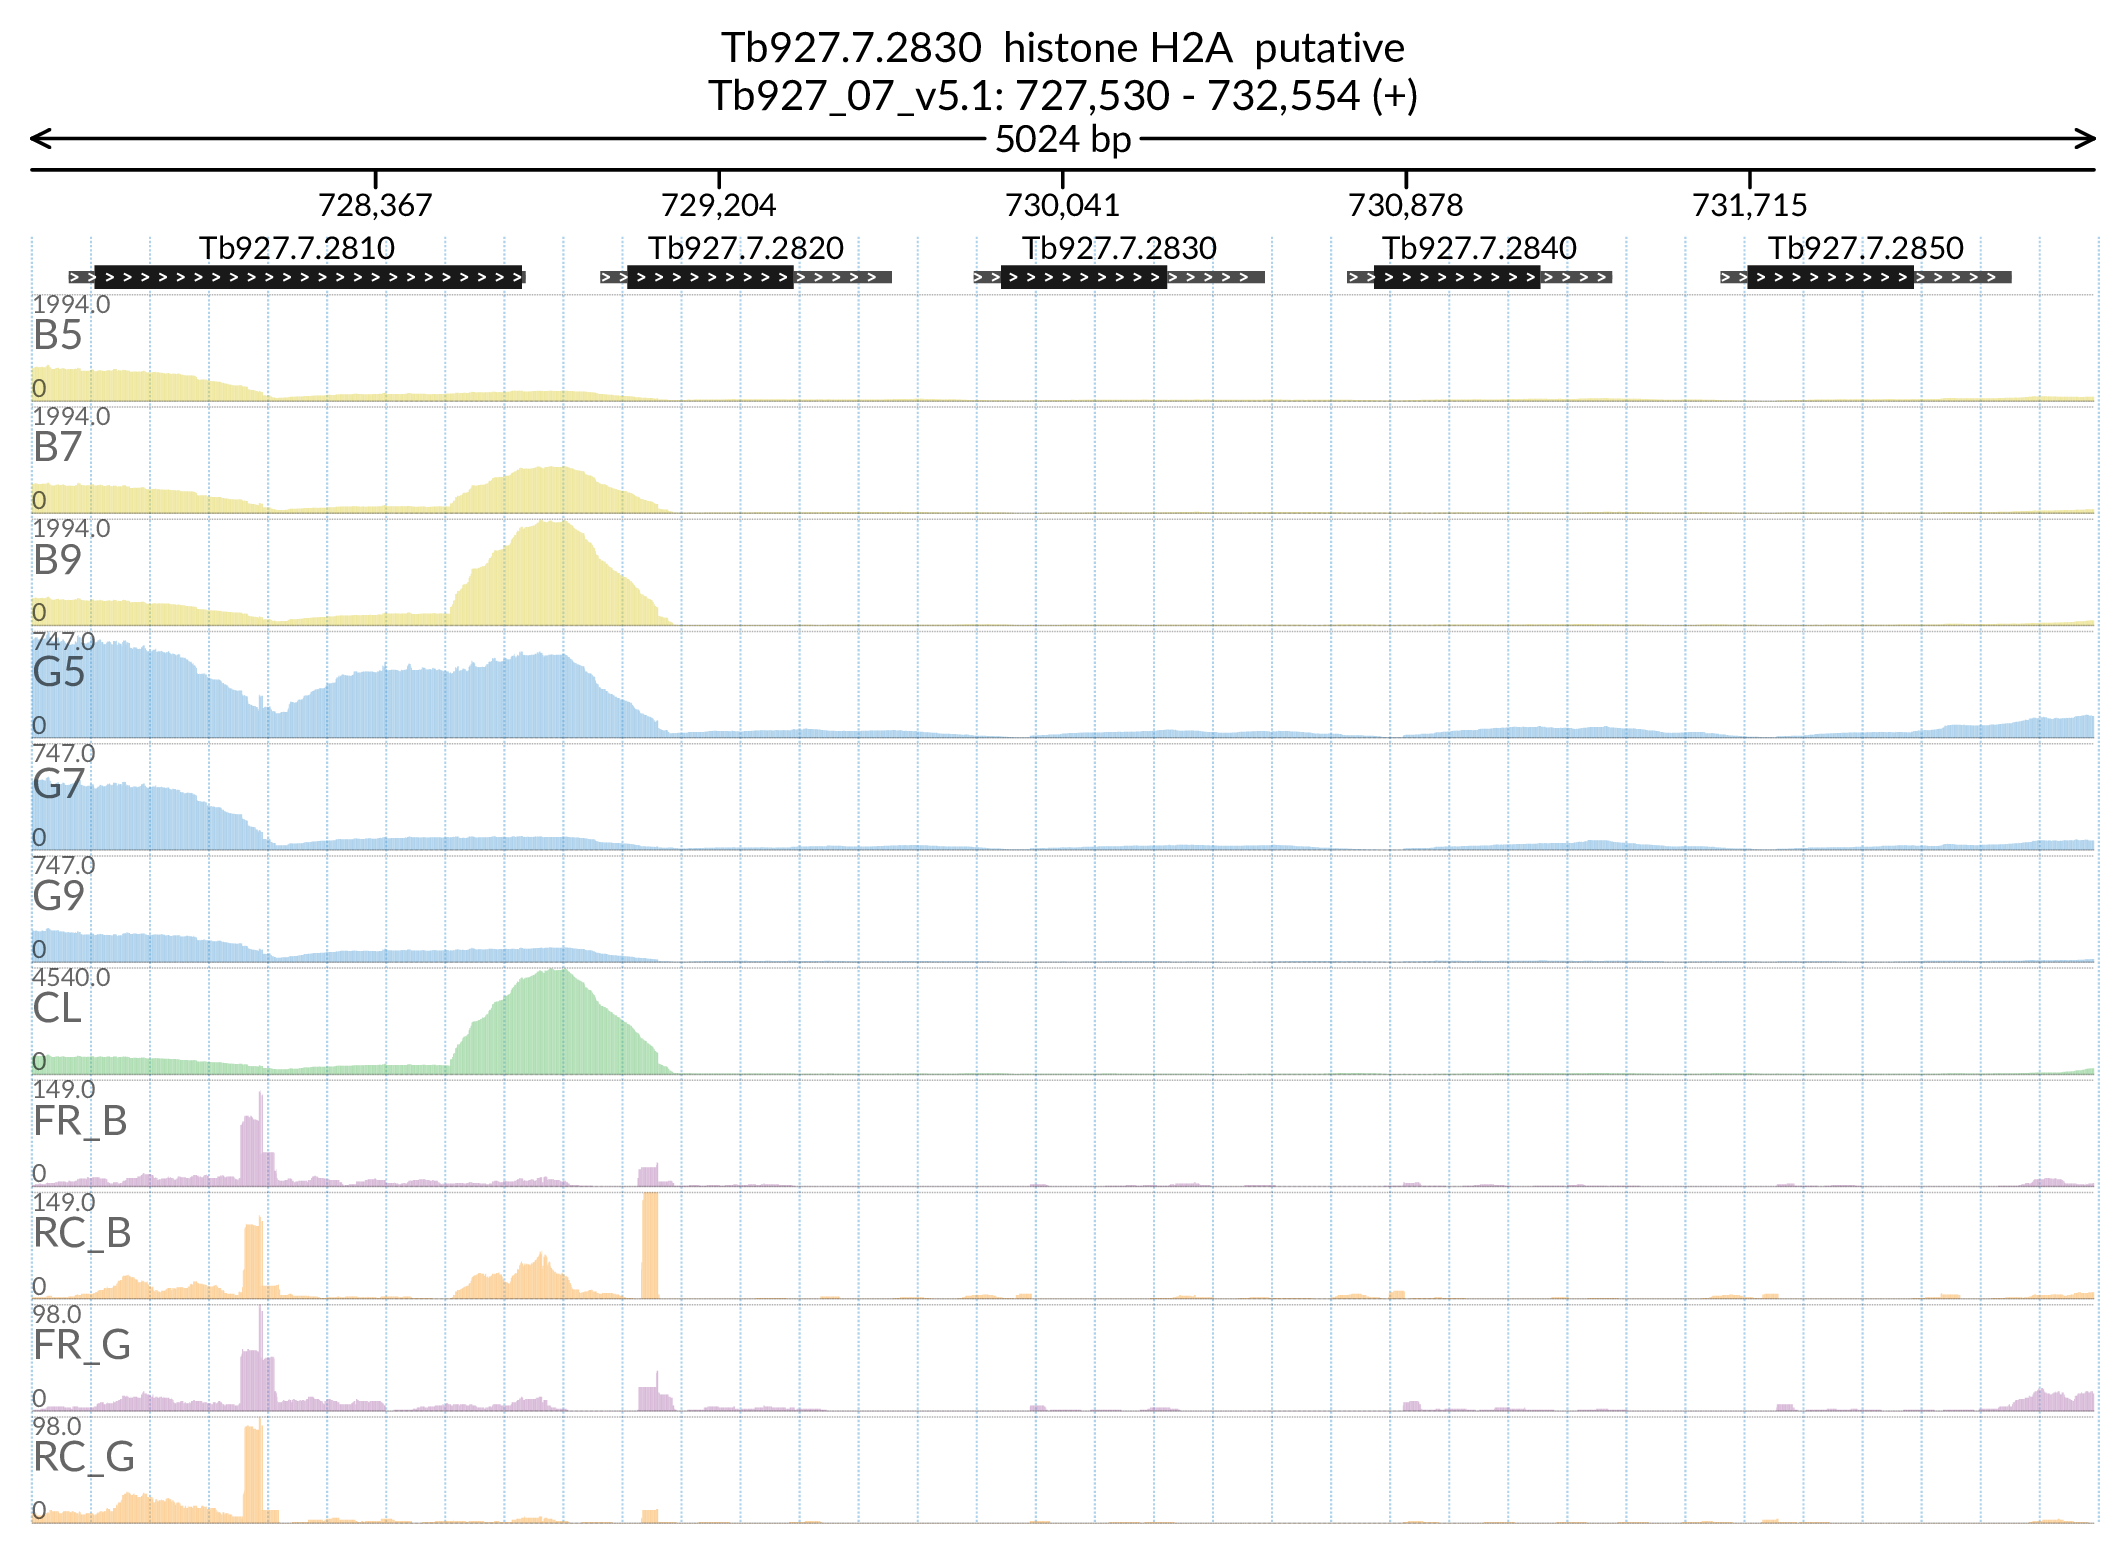 Tb927.7.2830 histone H2A putative
Tb927_07_v5.1: 727,530 - 732,554 (+)
5024 bp
728,367 729,204 730,041 730,878 731,715
Tb927.7.2810 Tb927.7.2820 Tb927.7.2830 Tb927.7.2840 Tb927.7.2850
1994.0
B5
0
1994.0
B7
0
1994.0
B9
0
747.0
G5
0
747.0
G7
0
747.0
G9
0
4540.0
CL
0
149.0
FR_B
0
149.0
RC_B
0
98.0
FR_G
0
98.0
RC_G
0